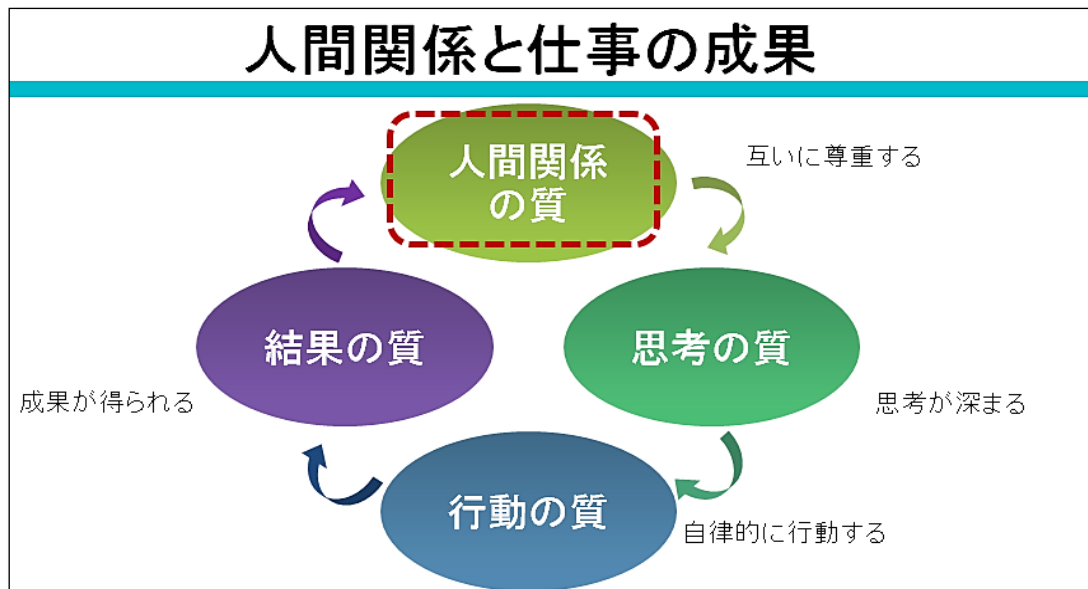 人間関係と仕事の成果
人間関係
の質
互いに尊重する
結果の質
思考の質
成果が得られる
思考が深まる
行動の質
自律的に行動する